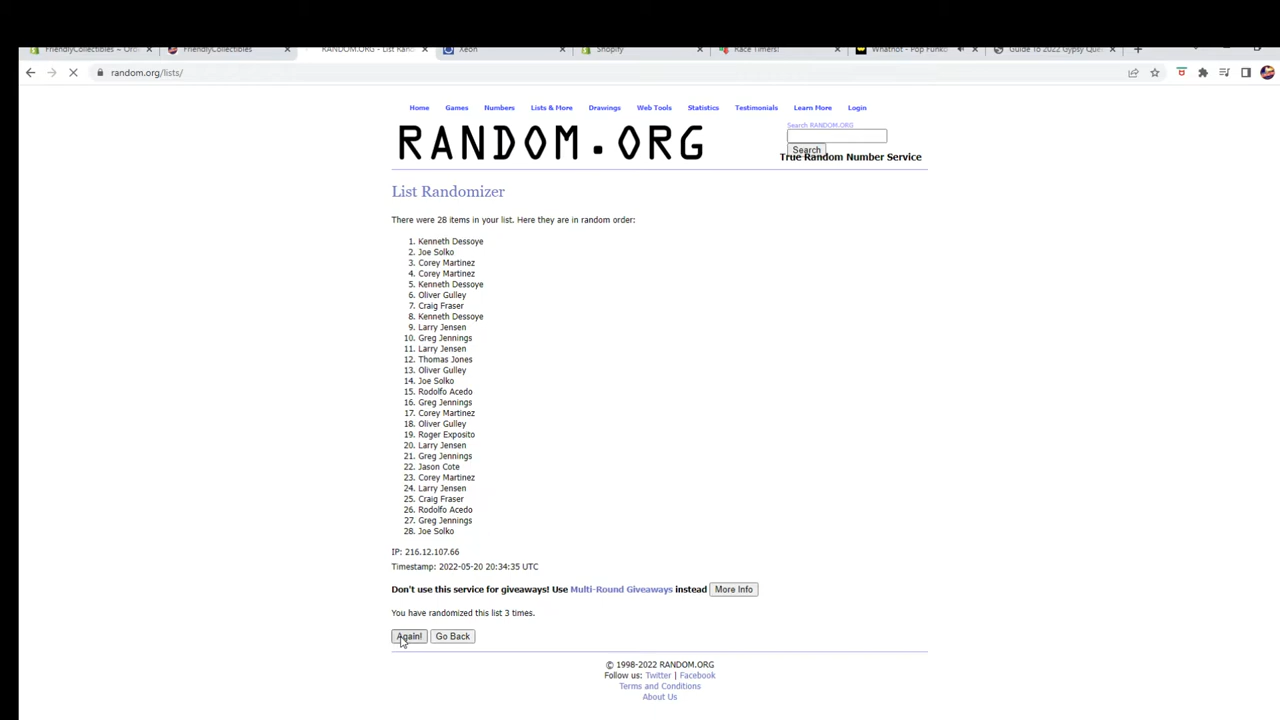 FriendlyCollectibles ~ Ord
FriendlyCollectibles
RANDOM.ORG - List Ran
Xeon
Shopify
Race Timers!
Whatnot - Pop Funko
Guide To 2022 Gypsy Que
random.org/lists/
Home Games Numbers Lists & More Drawings Web Tools Statistics Testimonials Learn More Login
RANDOM.ORG
Search RANDOM.ORG
Search
True Random Number Service
List Randomizer
There were 28 items in your list. Here they are in random order:
1. Kenneth Dessoye
2. Joe Solko
3. Corey Martinez
4. Corey Martinez
5. Kenneth Dessoye
6. Oliver Gulley
7. Craig Fraser
8. Kenneth Dessoye
9. Larry Jensen
10. Greg Jennings
11. Larry Jensen
12. Thomas Jones
13. Oliver Gulley
14. Joe Solko
15. Rodolfo Acedo
16. Greg Jennings
17. Corey Martinez
18. Oliver Gulley
19. Roger Exposito
20. Larry Jensen
21. Greg Jennings
22. Jason Cote
23. Corey Martinez
24. Larry Jensen
25. Craig Fraser
26. Rodolfo Acedo
27. Greg Jennings
28. Joe Solko
IP: 216.12.107.66
Timestamp: 2022-05-20 20:34:35 UTC
Don't use this service for giveaways! Use Multi-Round Giveaways instead More Info
You have randomized this list 3 times.
Again! Go Back
© 1998-2022 RANDOM.ORG
Follow us: Twitter | Facebook
Terms and Conditions
About Us